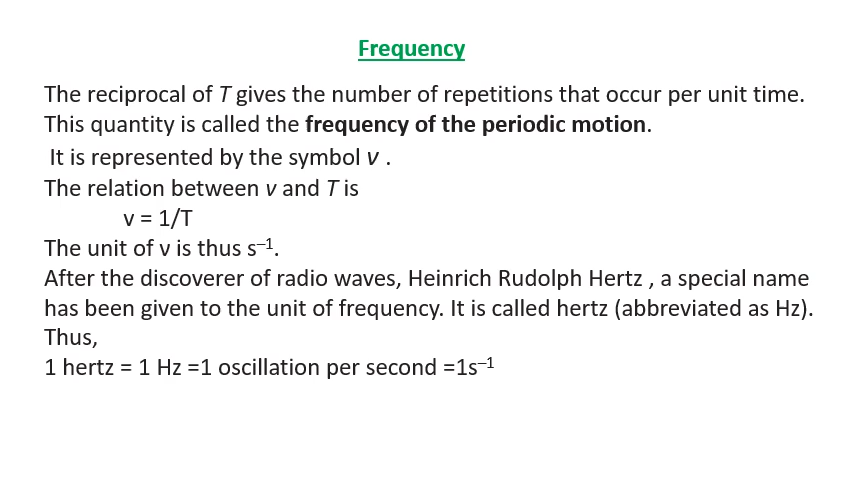 Frequency
The reciprocal of T gives the number of repetitions that occur per unit time.
This quantity is called the frequency of the periodic motion.
It is represented by the symbol ν .
The relation between ν and T is
ν = 1/T
The unit of ν is thus s⁻¹.
After the discoverer of radio waves, Heinrich Rudolph Hertz , a special name
has been given to the unit of frequency. It is called hertz (abbreviated as Hz).
Thus,
1 hertz = 1 Hz =1 oscillation per second =1s⁻¹